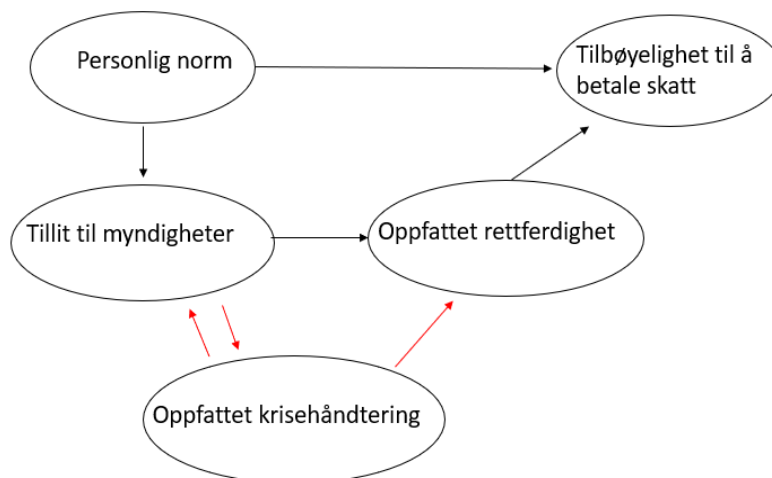 Personlig norm
Tilbøyelighet til å
betale skatt
Tillit til myndigheter
Oppfattet rettferdighet
Oppfattet krisehåndtering